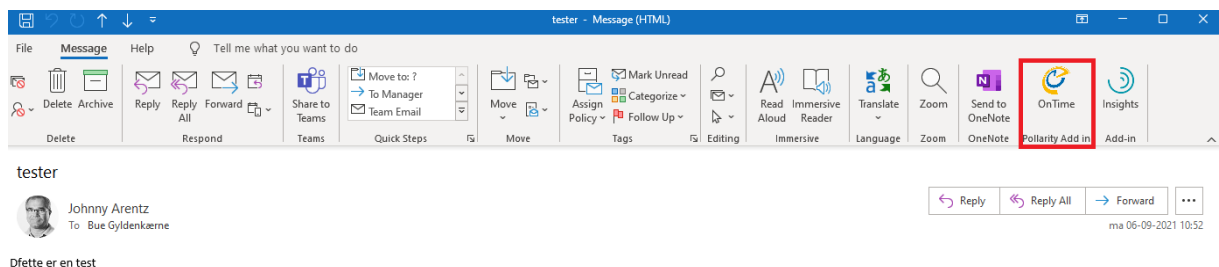 tester - Message (HTML)
File Message Help Tell me what you want to do
Delete Archive
Delete
Reply Reply All Forward
Respond
Share to Teams
Teams
Move to: ?
To Manager
Team Email
Quick Steps
Move
Move
Assign Policy
Mark Unread
Categorize
Follow Up
Tags
Editing
Read Aloud Immersive Reader
Immersive
Translate
Language
Zoom
Zoom
Send to OneNote
OneNote
OnTime
Pollarity Add in
Insights
Add-in
tester
Johnny Arentz
To Bue Gyldenkærne
Reply Reply All Forward
ma 06-09-2021 10:52
Dfette er en test